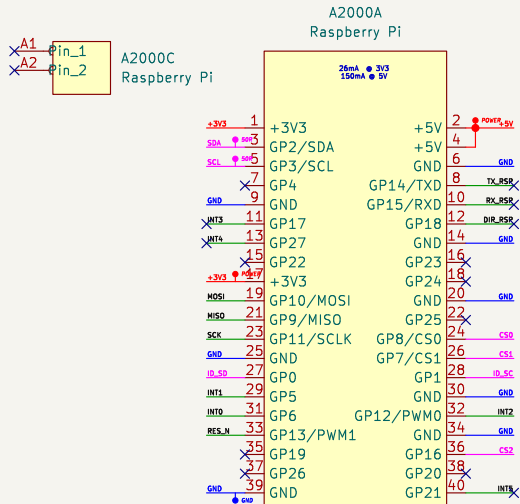 A2000A
Raspberry Pi
A1 Pin_1
A2 Pin_2
A2000C
Raspberry Pi
26mA 3V3
150mA 5V
+3V3 1 +3V3 +5V 2 POWER +5V
SDA 3 GP2/SDA +5V 4
SCL 5 GP3/SCL GND 6 GND
7 GP4 GP14/TXD 8 TX_RSP
GND 9 GND GP15/RXD 10 RX_RSP
INT3 11 GP17 GP18 12 DIR_RSP
INT4 13 GP27 GND 14 GND
15 GP22 GP23 16
+3V3 POWER 17 +3V3 GP24 18
MOSI 19 GP10/MOSI GND 20 GND
MISO 21 GP9/MISO GP25 22
SCK 23 GP11/SCLK GP8/CS0 24 CS0
GND 25 GND GP7/CS1 26 CS1
ID_SD 27 GP0 GP1 28 ID_SC
INT1 29 GP5 GND 30 GND
INT0 31 GP6 GP12/PWM0 32 INT2
RES_N 33 GP13/PWM1 GND 34 GND
35 GP19 GP16 36 CS2
37 GP26 GP20 38
GND 39 GND GP21 40 INT5
GND